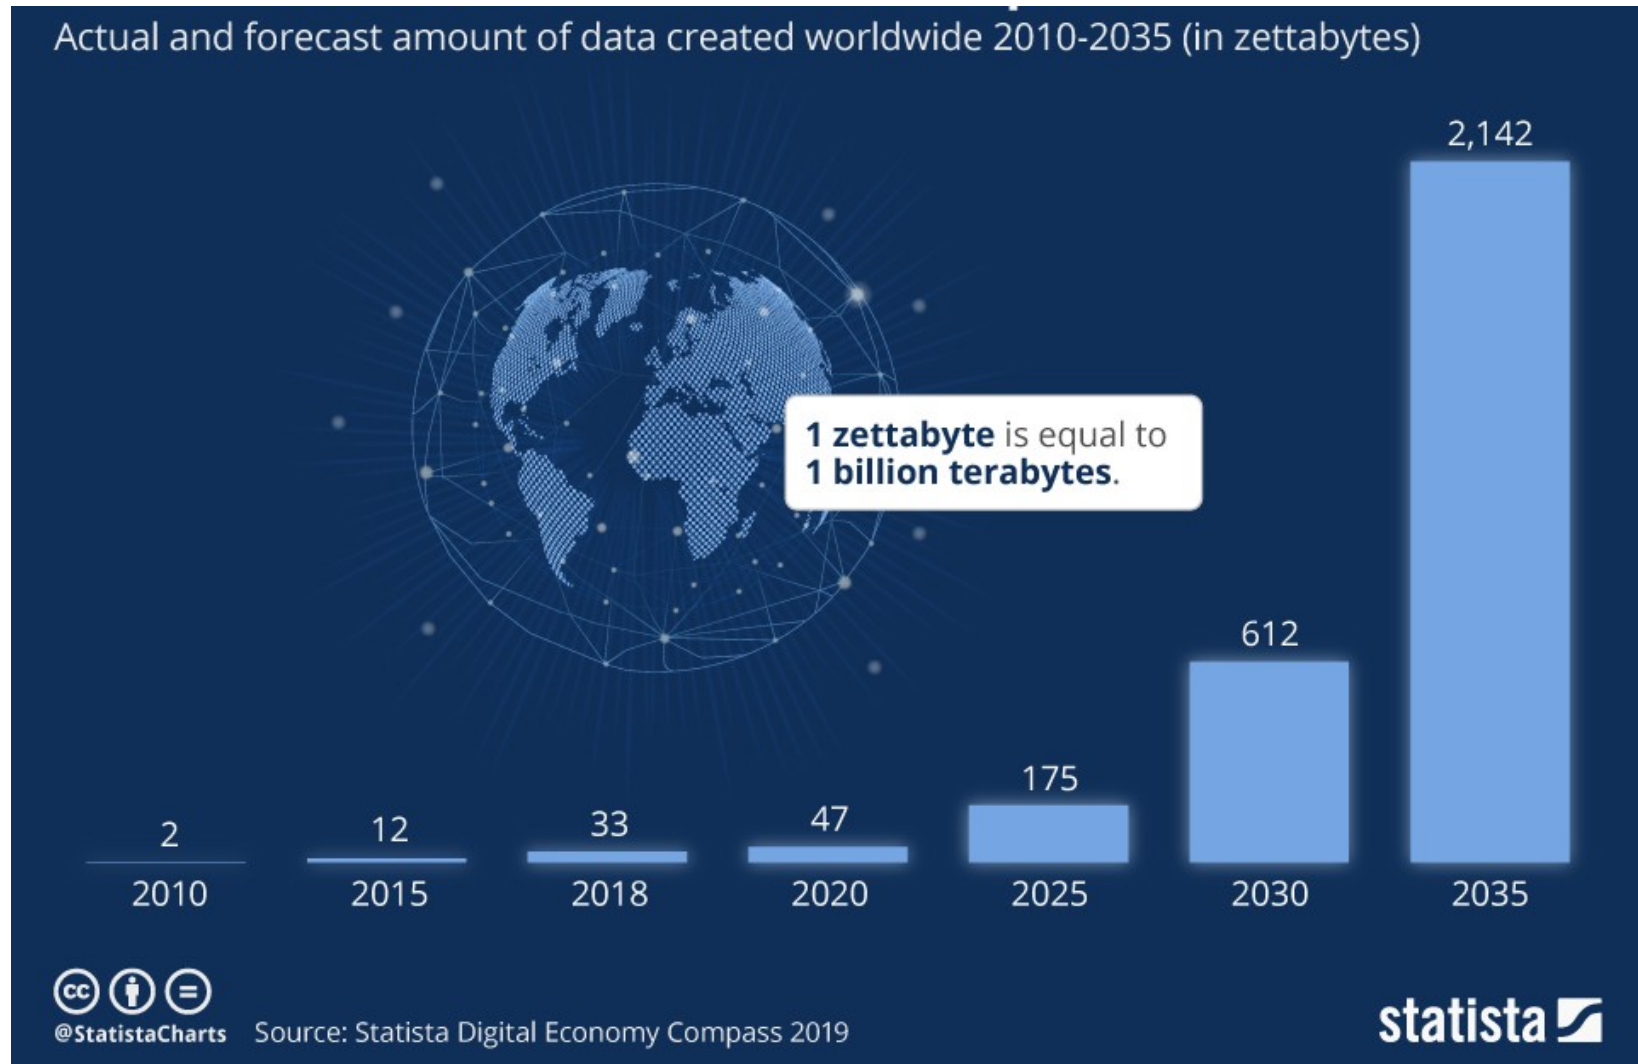 Actual and forecast amount of data created worldwide 2010-2035 (in zettabytes)
2,142
1 zettabyte is equal to
1 billion terabytes.
612
175
2
12
33
47
2010
2015
2018
2020
2025
2030
2035
cc
@StatistaCharts
Source: Statista Digital Economy Compass 2019
statista